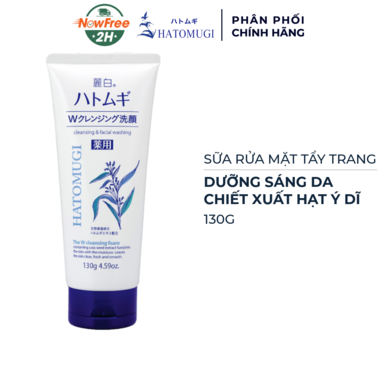 NowFree
2H
ハトムギ
HATOMUGI
PHÂN PHỐI
CHÍNH HÃNG
麗白®
ハトムギ
Wクレンジング洗顔
cleansing & facial washing
薬用
HATOMUGI
The W cleansing foam
130g 4.59oz.
SỮA RỬA MẶT TẨY TRANG
DƯỠNG SÁNG DA
CHIẾT XUẤT HẠT Ý DĨ
130G